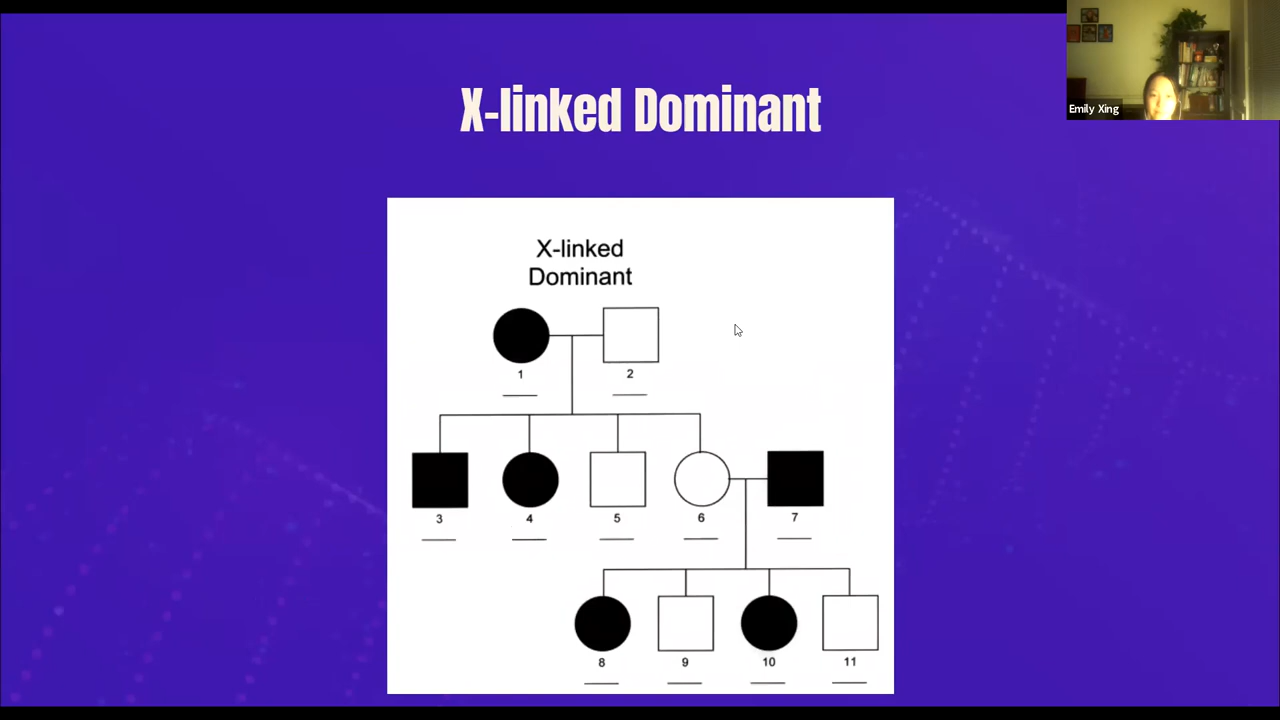 Emily Xing
X-linked Dominant
X-linked
Dominant
1 2
3 4 5 6 7
8 9 10 11